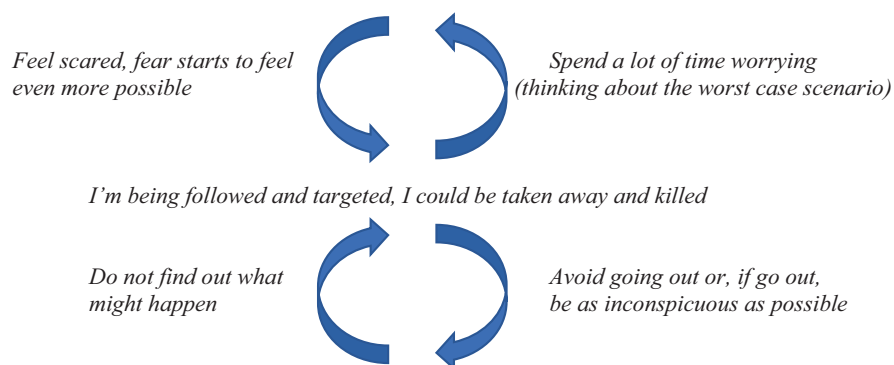 Feel scared, fear starts to feel
even more possible
Spend a lot of time worrying
(thinking about the worst case scenario)
I'm being followed and targeted, I could be taken away and killed
Do not find out what
might happen
Avoid going out or, if go out,
be as inconspicuous as possible